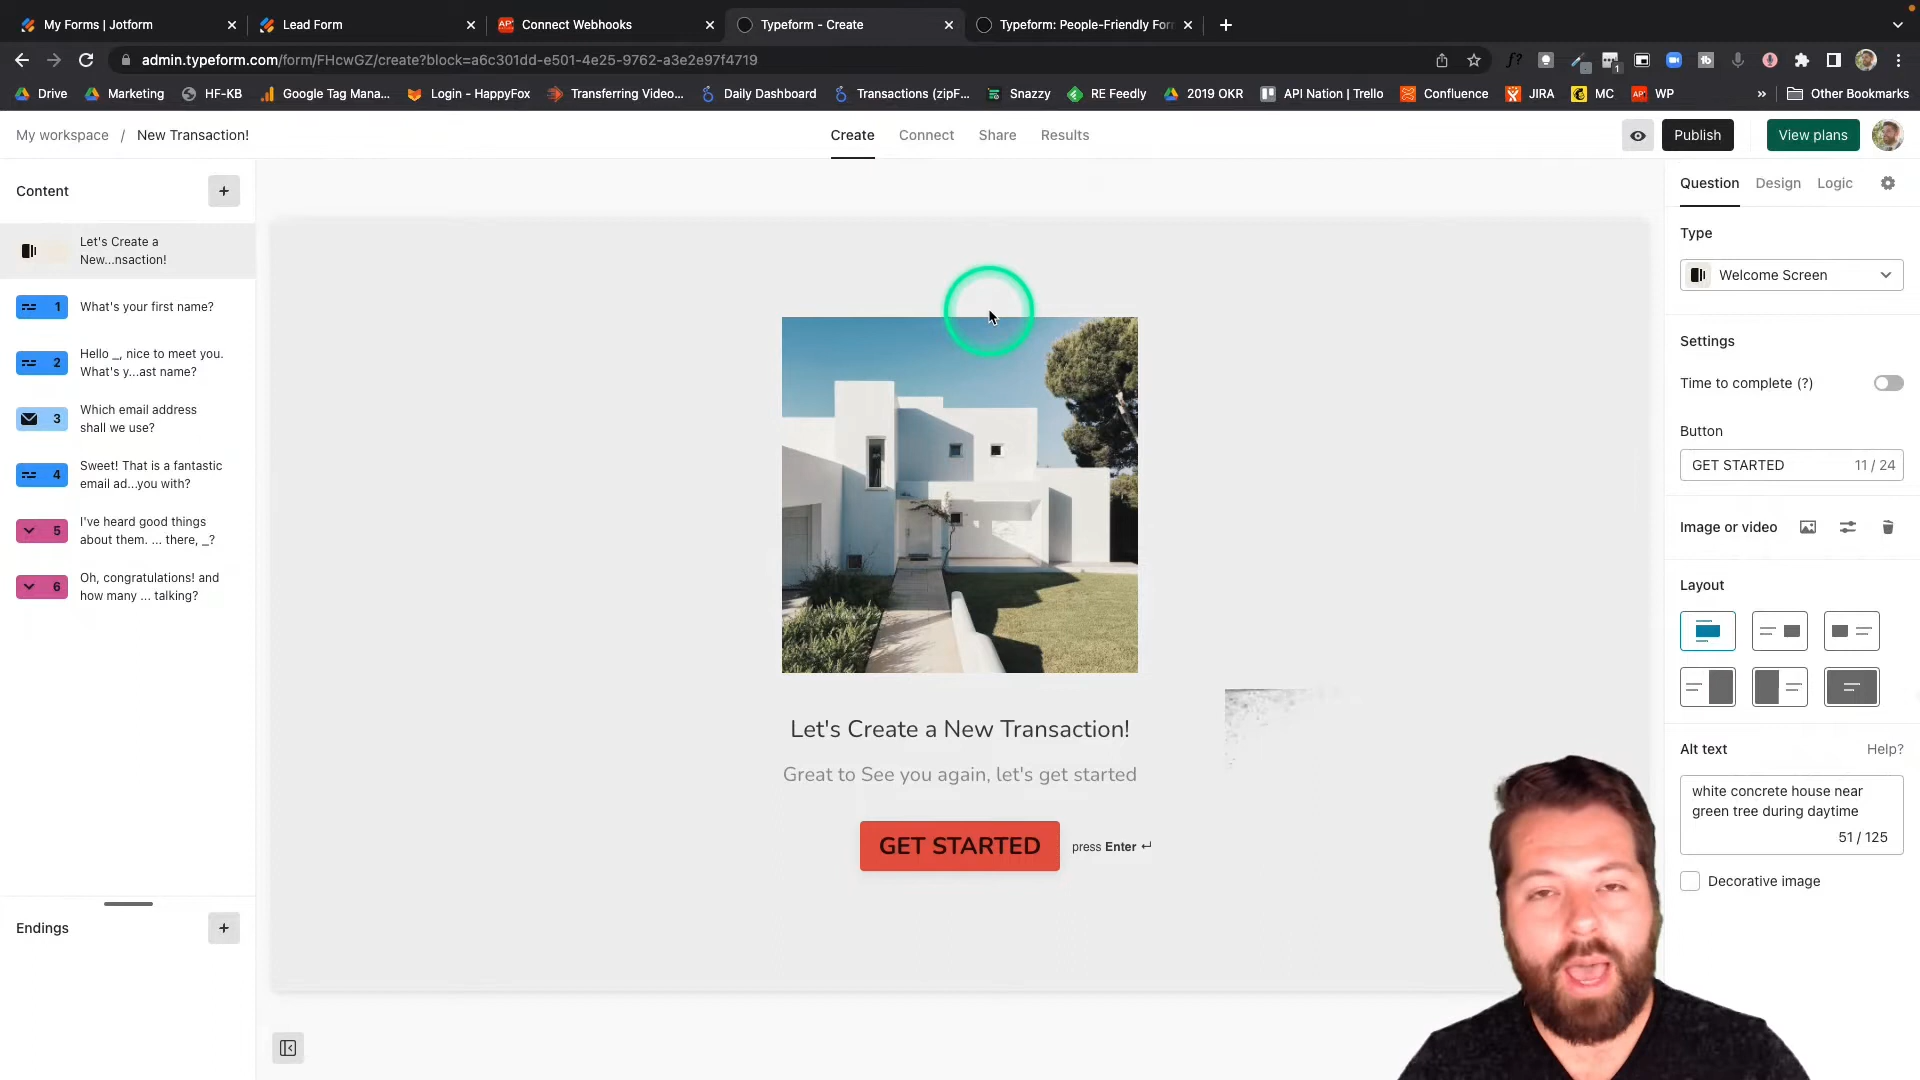 My Forms | Jotform
Lead Form
Connect Webhooks
Typeform - Create
Typeform: People-Friendly For
admin.typeform.com/form/FHcwGZ/create?block=a6c301dd-e501-4e25-9762-a3e2e97f4719
Drive
Marketing
HF-KB
Google Tag Mana...
Login - HappyFox
Transferring Video...
Daily Dashboard
Transactions (zipF...
Snazzy
RE Feedly
2019 OKR
API Nation | Trello
Confluence
JIRA
MC
WP
»
Other Bookmarks
My workspace / New Transaction!
Create
Connect
Share
Results
Publish
View plans
Content
+
Let's Create a
New...nsaction!
1 What's your first name?
2 Hello _, nice to meet you.
What's y...ast name?
3 Which email address
shall we use?
4 Sweet! That is a fantastic
email ad...you with?
5 I've heard good things
about them. ... there, _?
6 Oh, congratulations! and
how many ... talking?
Endings
+
Let's Create a New Transaction!
Great to See you again, let's get started
GET STARTED
press Enter ↵
Question
Design
Logic
Type
Welcome Screen
Settings
Time to complete (?)
Button
GET STARTED 11 / 24
Image or video
Layout
Alt text
Help?
white concrete house near
green tree during daytime
51 / 125
Decorative image